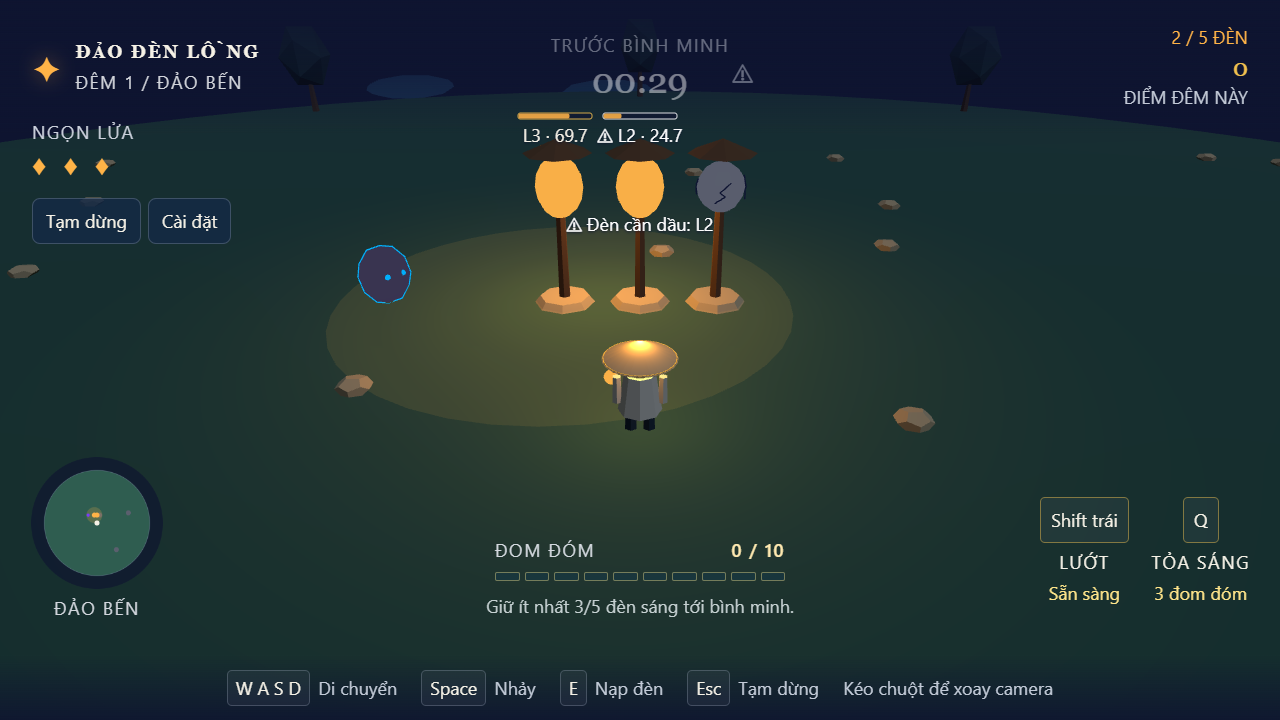 ĐẢO ĐÈN LỒNG
ĐÊM 1 / ĐẢO BẾN
NGỌN LỬA
Tạm dừng
Cài đặt
TRƯỚC BÌNH MINH
00:29
L3 · 69.7
⚠ L2 · 24.7
⚠ Đèn cần dầu: L2
2 / 5 ĐÈN
0
ĐIỂM ĐÊM NÀY
ĐẢO BẾN
ĐOM ĐÓM 0 / 10
Giữ ít nhất 3/5 đèn sáng tới bình minh.
Shift trái
LƯỚT
Sẵn sàng
Q
TỎA SÁNG
3 đom đóm
W A S D Di chuyển Space Nhảy E Nạp đèn Esc Tạm dừng Kéo chuột để xoay camera